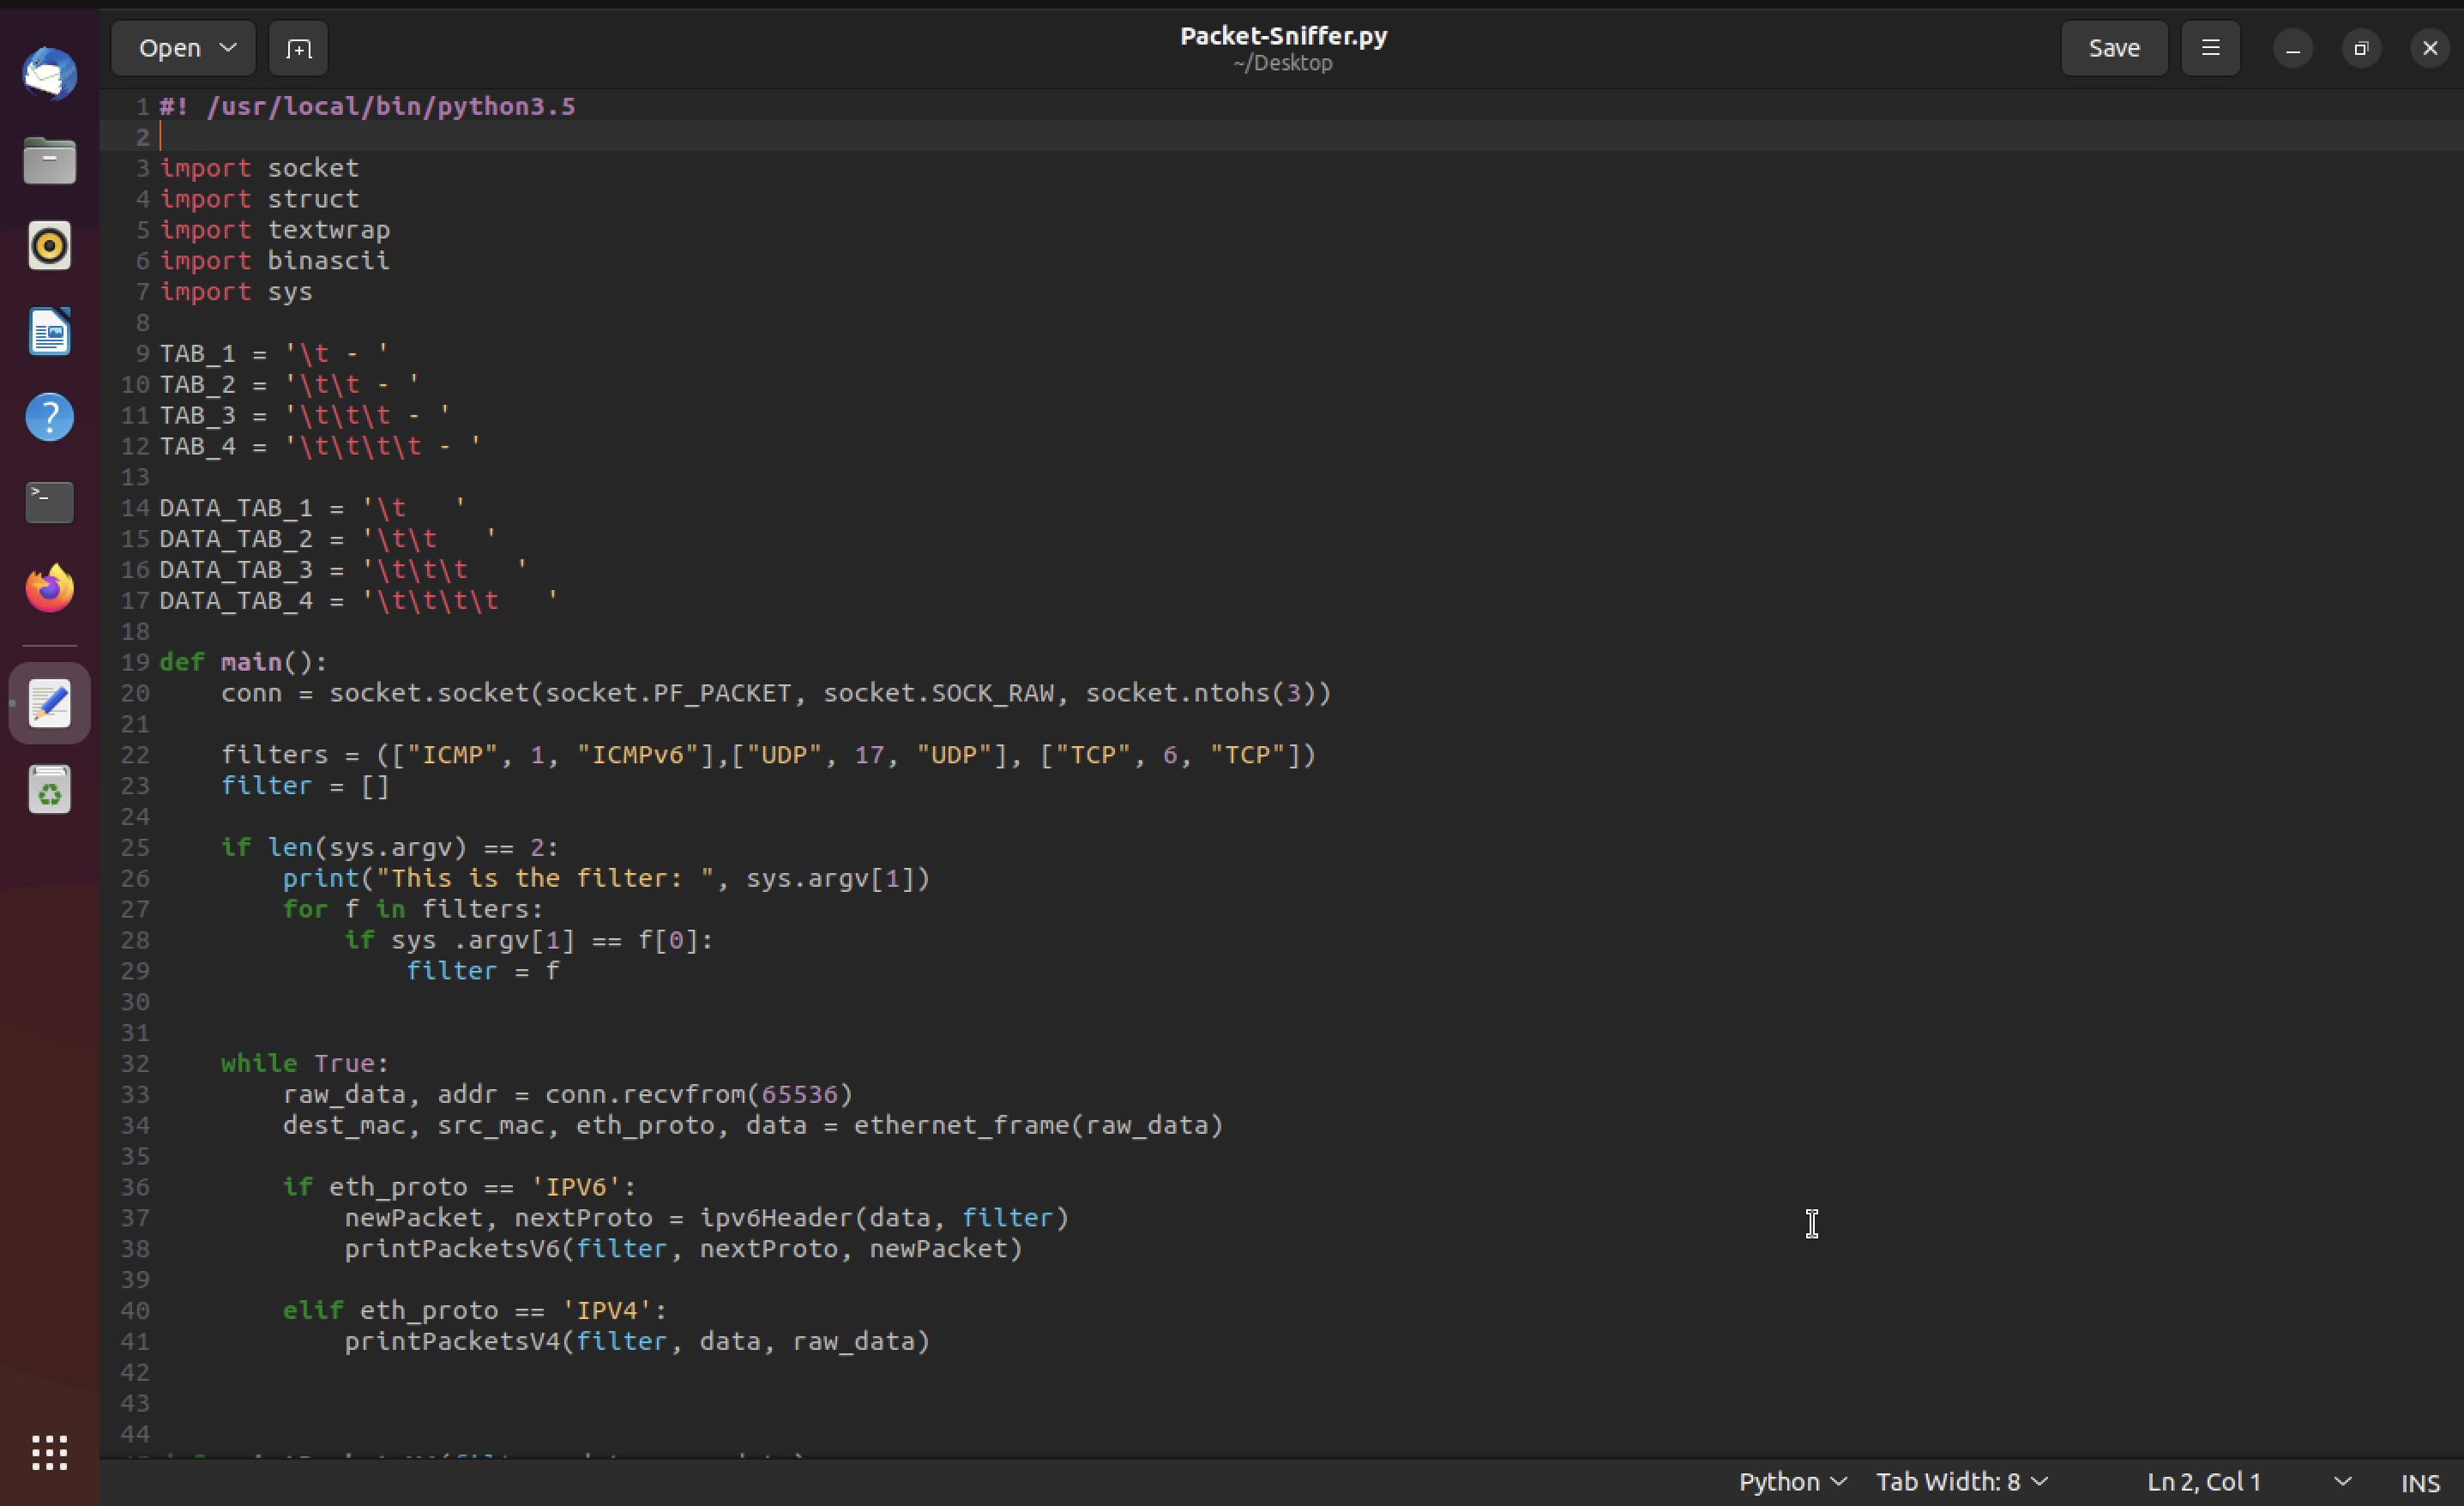 Open
Packet-Sniffer.py
~/Desktop
Save
1 #! /usr/local/bin/python3.5
2
3 import socket
4 import struct
5 import textwrap
6 import binascii
7 import sys
8
9 TAB_1 = '\t - '
10 TAB_2 = '\t\t - '
11 TAB_3 = '\t\t\t - '
12 TAB_4 = '\t\t\t\t - '
13
14 DATA_TAB_1 = '\t   '
15 DATA_TAB_2 = '\t\t   '
16 DATA_TAB_3 = '\t\t\t   '
17 DATA_TAB_4 = '\t\t\t\t   '
18
19 def main():
20     conn = socket.socket(socket.PF_PACKET, socket.SOCK_RAW, socket.ntohs(3))
21
22     filters = (["ICMP", 1, "ICMPv6"],["UDP", 17, "UDP"], ["TCP", 6, "TCP"])
23     filter = []
24
25     if len(sys.argv) == 2:
26         print("This is the filter: ", sys.argv[1])
27         for f in filters:
28             if sys .argv[1] == f[0]:
29                 filter = f
30
31
32     while True:
33         raw_data, addr = conn.recvfrom(65536)
34         dest_mac, src_mac, eth_proto, data = ethernet_frame(raw_data)
35
36         if eth_proto == 'IPV6':
37             newPacket, nextProto = ipv6Header(data, filter)
38             printPacketsV6(filter, nextProto, newPacket)
39
40         elif eth_proto == 'IPV4':
41             printPacketsV4(filter, data, raw_data)
42
43
44
Python
Tab Width: 8
Ln 2, Col 1
INS